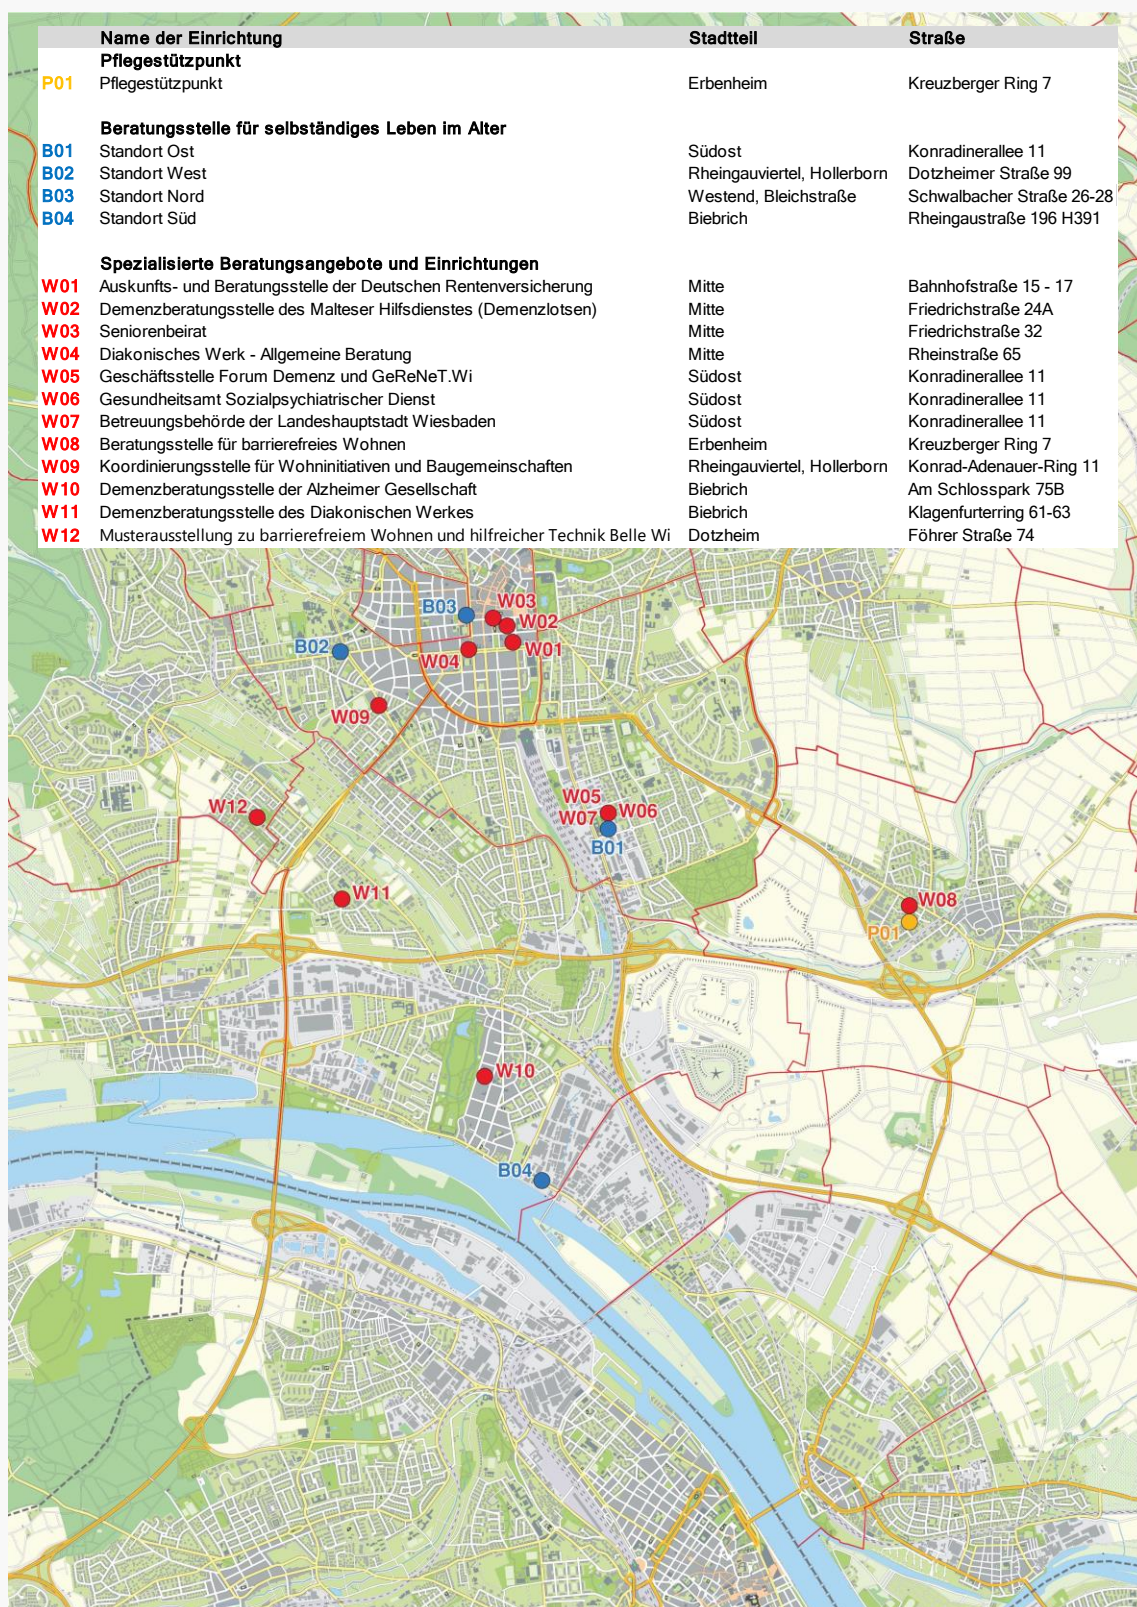 Name der Einrichtung Stadtteil Straße
Pflegestützpunkt
P01 Pflegestützpunkt Erbenheim Kreuzberger Ring 7
Beratungsstelle für selbständiges Leben im Alter
B01 Standort Ost Südost Konradinerallee 11
B02 Standort West Rheingauviertel, Hollerborn Dotzheimer Straße 99
B03 Standort Nord Westend, Bleichstraße Schwalbacher Straße 26-28
B04 Standort Süd Biebrich Rheingaustraße 196 H391
Spezialisierte Beratungsangebote und Einrichtungen
W01 Auskunfts- und Beratungsstelle der Deutschen Rentenversicherung Mitte Bahnhofstraße 15 - 17
W02 Demenzberatungsstelle des Malteser Hilfsdienstes (Demenzlotsen) Mitte Friedrichstraße 24A
W03 Seniorenbeirat Mitte Friedrichstraße 32
W04 Diakonisches Werk - Allgemeine Beratung Mitte Rheinstraße 65
W05 Geschäftsstelle Forum Demenz und GeReNeT.Wi Südost Konradinerallee 11
W06 Gesundheitsamt Sozialpsychiatrischer Dienst Südost Konradinerallee 11
W07 Betreuungsbehörde der Landeshauptstadt Wiesbaden Südost Konradinerallee 11
W08 Beratungsstelle für barrierefreies Wohnen Erbenheim Kreuzberger Ring 7
W09 Koordinierungsstelle für Wohninitiativen und Baugemeinschaften Rheingauviertel, Hollerborn Konrad-Adenauer-Ring 11
W10 Demenzberatungsstelle der Alzheimer Gesellschaft Biebrich Am Schlosspark 75B
W11 Demenzberatungsstelle des Diakonischen Werkes Biebrich Klagenfurterring 61-63
W12 Musterausstellung zu barrierefreiem Wohnen und hilfreicher Technik Belle Wi Dotzheim Föhrer Straße 74
B03 W03
W02
B02 W04 W01
W09
W05
W12 W07 W06
B01
W11 W08
P01
W10
B04